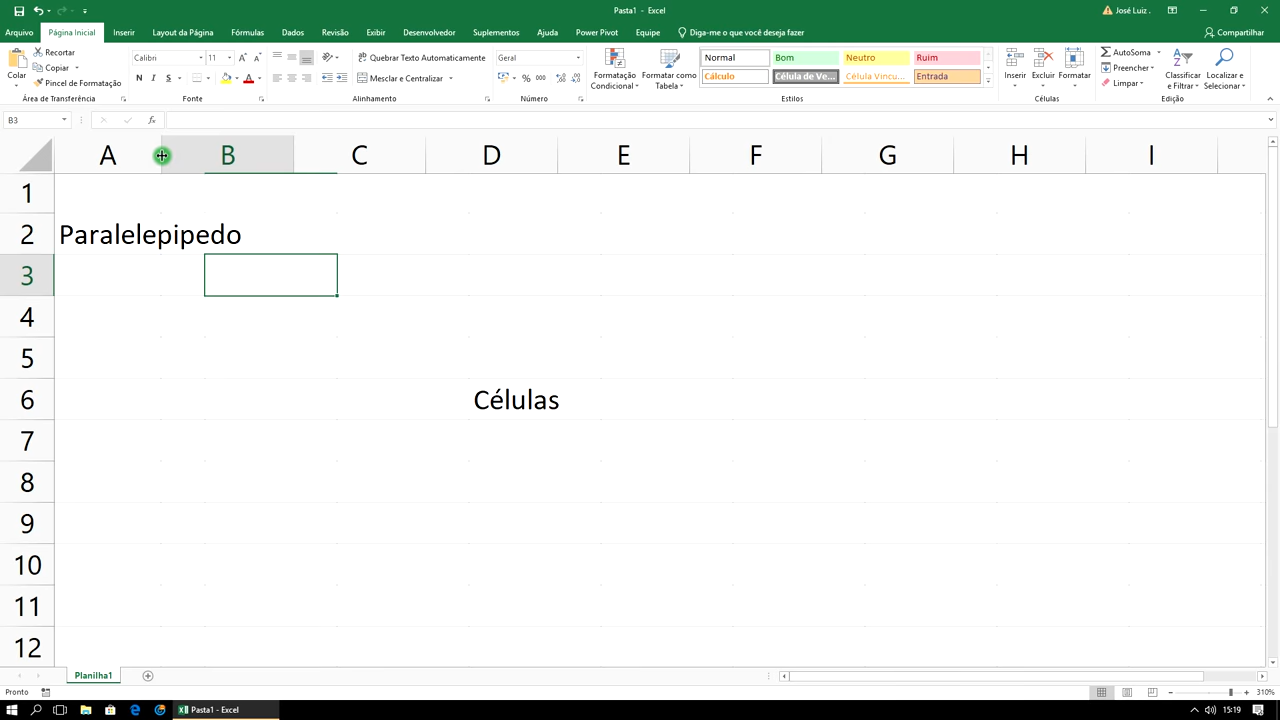 Pasta1 - Excel
José Luiz .
Arquivo Página Inicial Inserir Layout da Página Fórmulas Dados Revisão Exibir Desenvolvedor Suplementos Ajuda Power Pivot Equipe Diga-me o que você deseja fazer Compartilhar
Colar
Recortar
Copiar
Pincel de Formatação
Área de Transferência
Calibri 11
N I S
Fonte
Quebrar Texto Automaticamente
Mesclar e Centralizar
Alinhamento
Geral
% 000
Número
Formatação Condicional
Formatar como Tabela
Normal Bom Neutro Ruim
Cálculo Célula de Ve... Célula Vincu... Entrada
Estilos
Inserir Excluir Formatar
Células
AutoSoma
Preencher
Limpar
Classificar e Filtrar
Localizar e Selecionar
Edição
B3 fx
A B C D E F G H I
1
2 Paralelepipedo
3
4
5
6 Células
7
8
9
10
11
12
Planilha1
Pronto 310%
Pasta1 - Excel 15:19